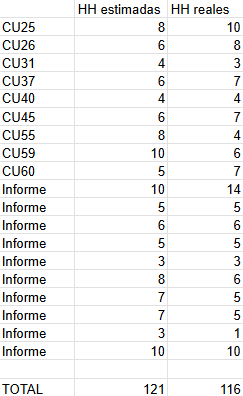 HH estimadas HH reales
CU25 8 10
CU26 6 8
CU31 4 3
CU37 6 7
CU40 4 4
CU45 6 7
CU55 8 4
CU59 10 6
CU60 5 7
Informe 10 14
Informe 5 5
Informe 6 6
Informe 5 5
Informe 3 3
Informe 8 6
Informe 7 5
Informe 7 5
Informe 3 1
Informe 10 10
TOTAL 121 116